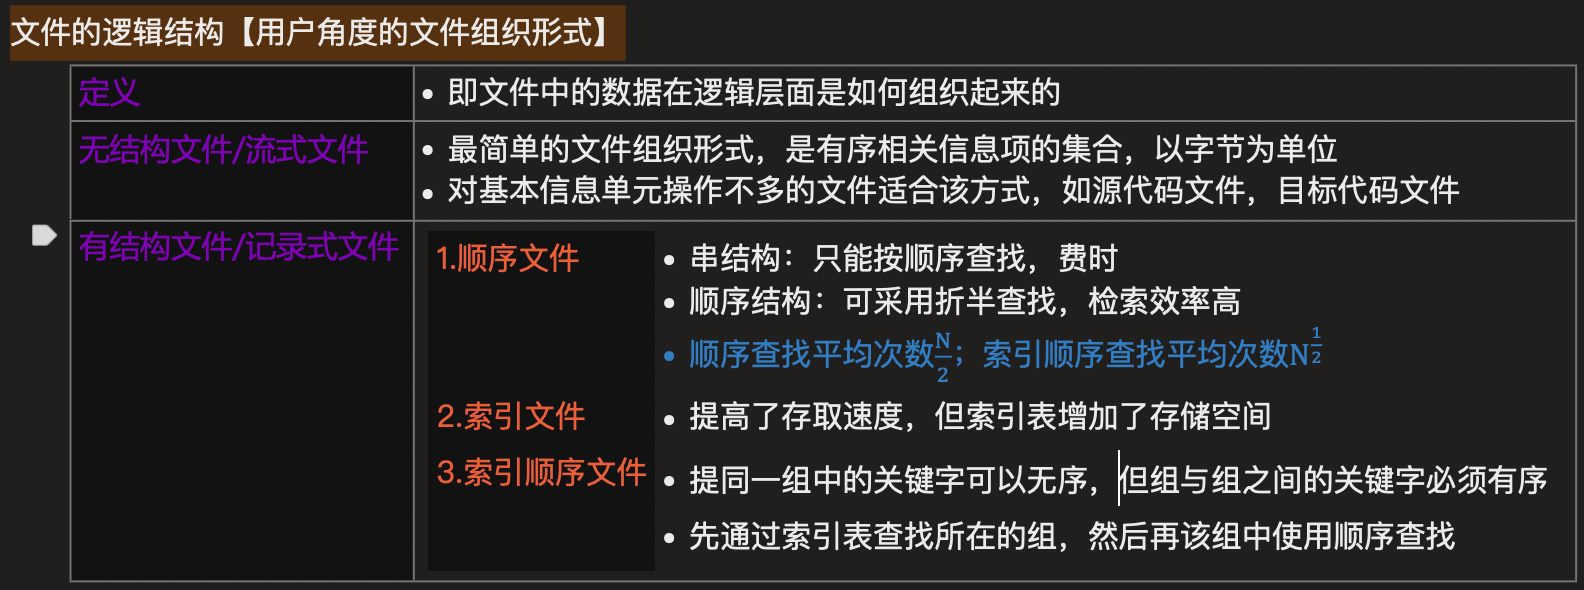 文件的逻辑结构【用户角度的文件组织形式】
定义
• 即文件中的数据在逻辑层面是如何组织起来的
无结构文件/流式文件
• 最简单的文件组织形式，是有序相关信息项的集合，以字节为单位
• 对基本信息单元操作不多的文件适合该方式，如源代码文件，目标代码文件
有结构文件/记录式文件
1.顺序文件
• 串结构：只能按顺序查找，费时
• 顺序结构：可采用折半查找，检索效率高
• 顺序查找平均次数N/2；索引顺序查找平均次数N^(1/2)
2.索引文件
• 提高了存取速度，但索引表增加了存储空间
3.索引顺序文件
• 提同一组中的关键字可以无序，但组与组之间的关键字必须有序
• 先通过索引表查找所在的组，然后再该组中使用顺序查找